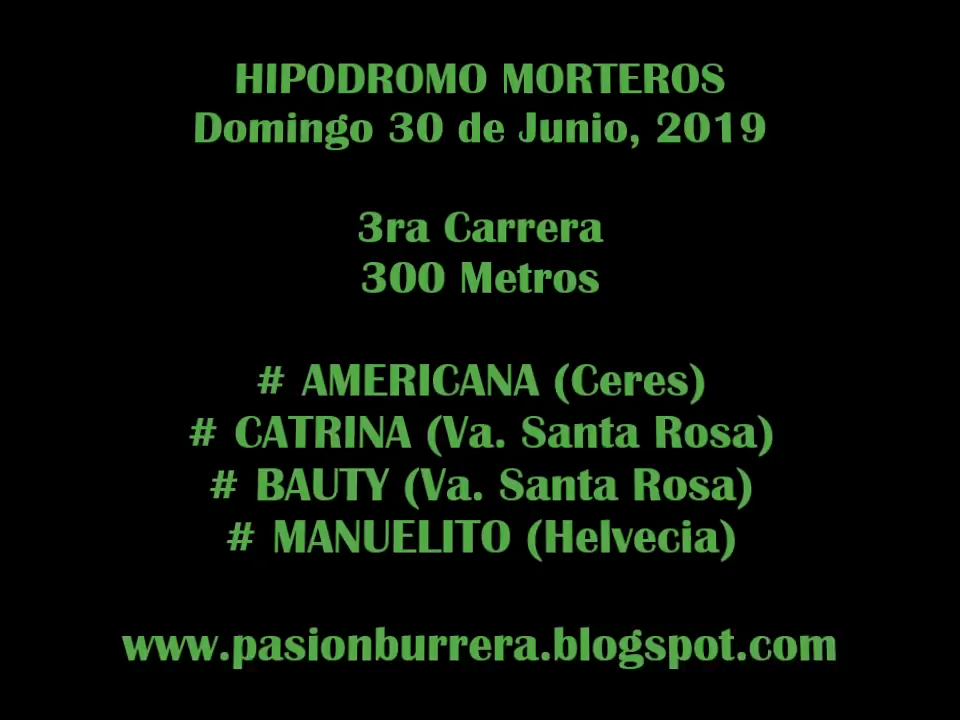 HIPODROMO MORTEROS
Domingo 30 de Junio, 2019
3ra Carrera
300 Metros
# AMERICANA (Ceres)
# CATRINA (Va. Santa Rosa)
# BAUTY (Va. Santa Rosa)
# MANUELITO (Helvecia)
www.pasionburrera.blogspot.com